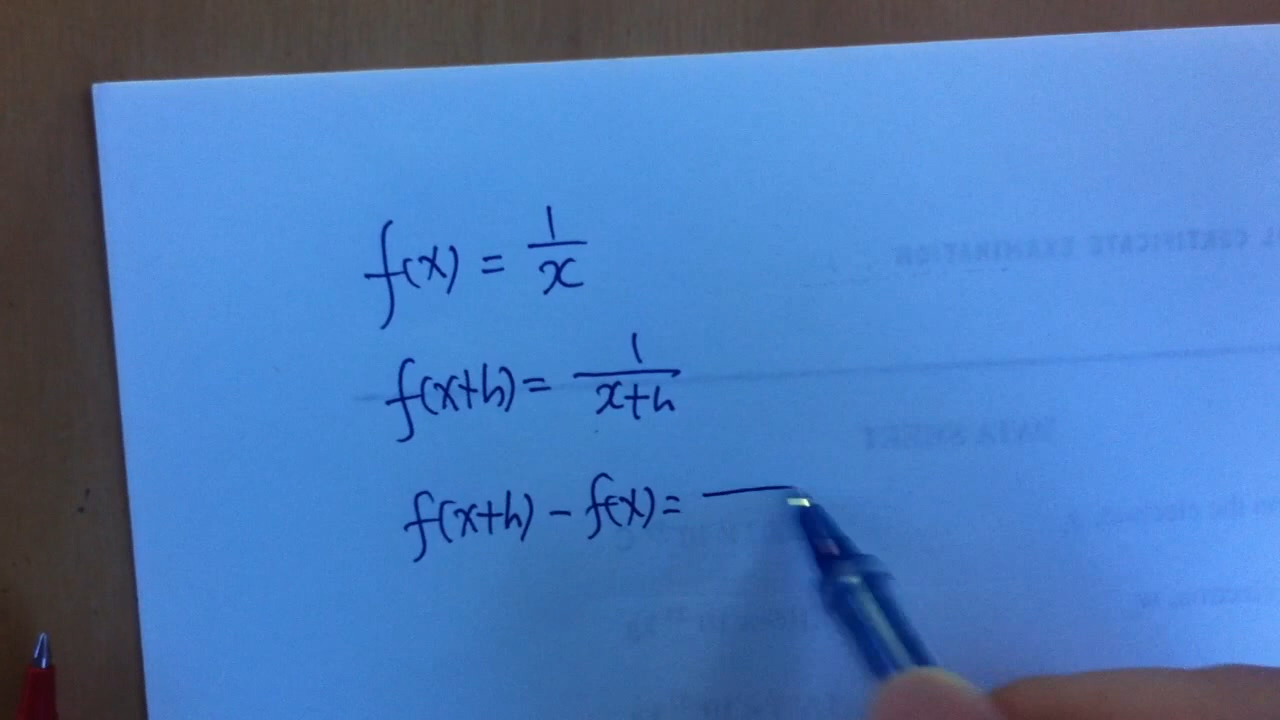 f(x) = 1/x
f(x+h) = 1/(x+h)
f(x+h) - f(x) =